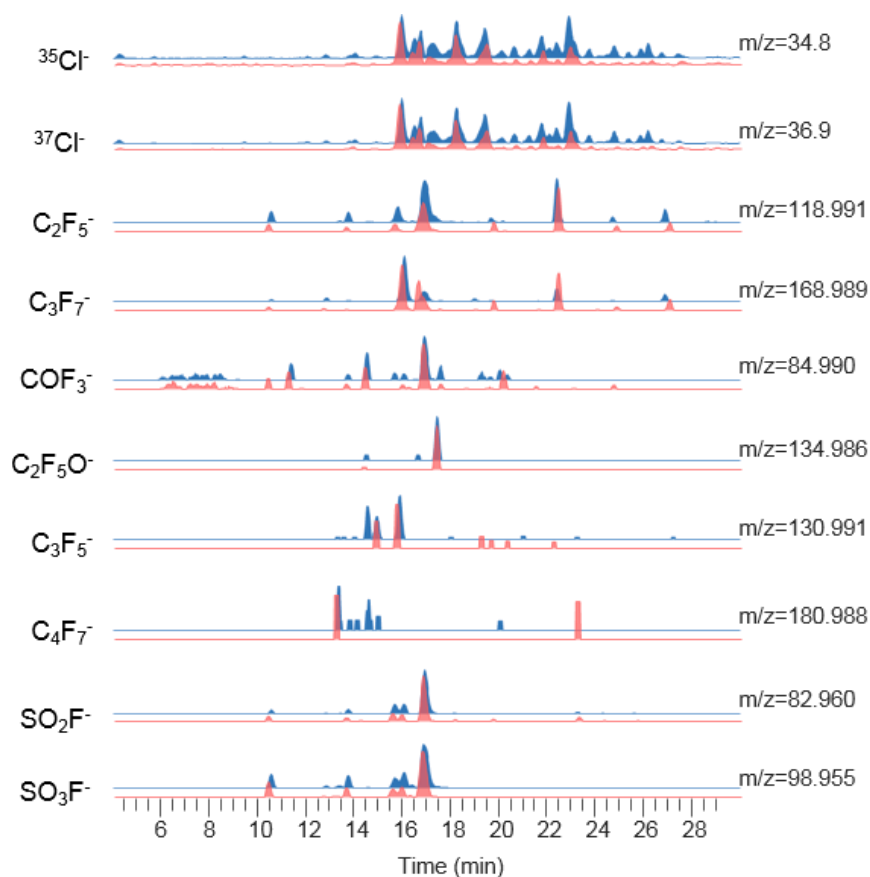 ³⁵Cl⁻ m/z=34.8
³⁷Cl⁻ m/z=36.9
C₂F₅⁻ m/z=118.991
C₃F₇⁻ m/z=168.989
COF₃⁻ m/z=84.990
C₂F₅O⁻ m/z=134.986
C₃F₅⁻ m/z=130.991
C₄F₇⁻ m/z=180.988
SO₂F⁻ m/z=82.960
SO₃F⁻ m/z=98.955
6 8 10 12 14 16 18 20 22 24 26 28
Time (min)